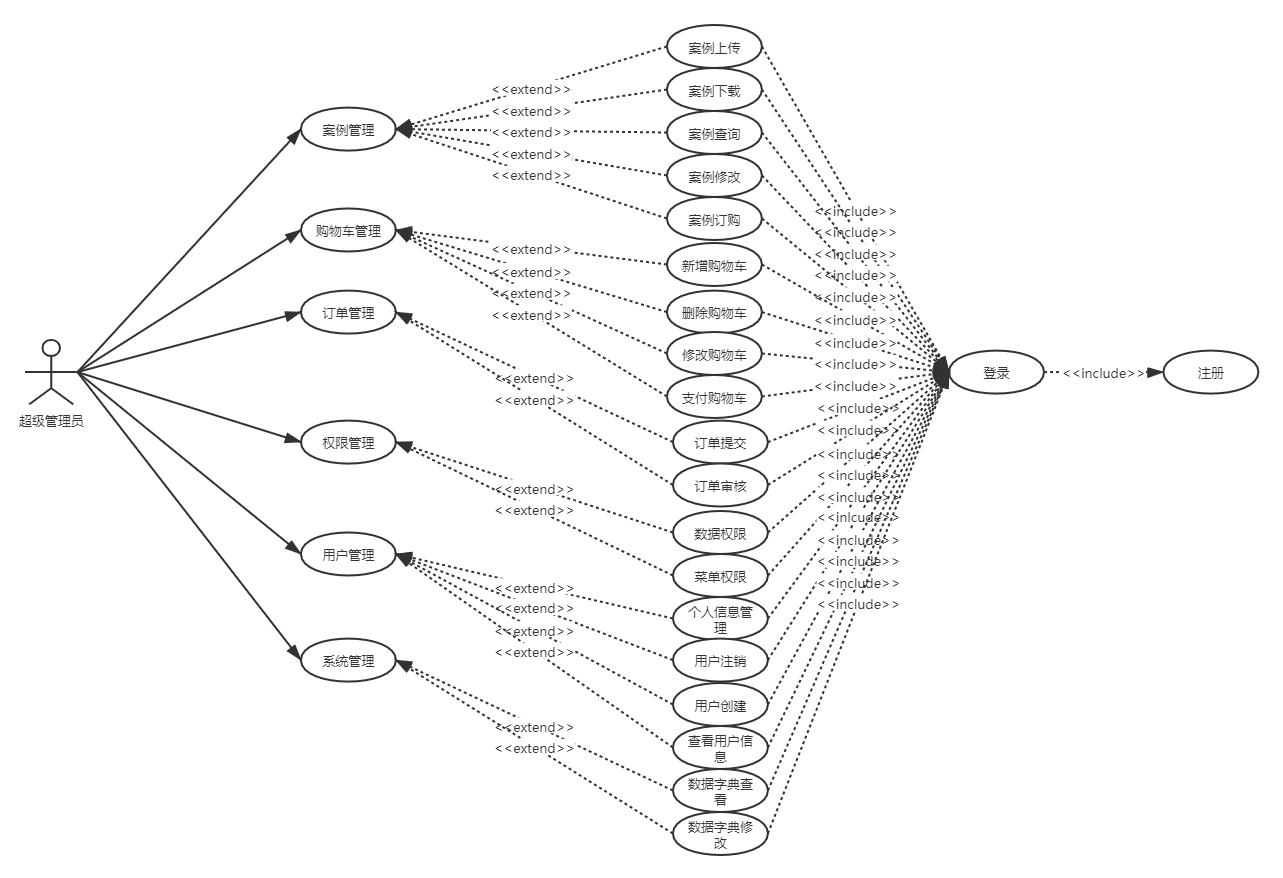 案例上传
<<extend>>
案例下载
<<extend>>
案例管理
案例查询
<<extend>>
<<extend>>
案例修改
<<extend>>
案例订购
<<include>>
购物车管理
<<include>>
<<extend>>
新增购物车
<<include>>
<<extend>>
<<include>>
<<extend>>
<<include>>
订单管理
删除购物车
<<extend>>
<<include>>
<<include>>
修改购物车
<<include>>
登录
<<include>>
注册
<<extend>>
<<include>>
支付购物车
<<extend>>
<<include>>
超级管理员
<<include>>
权限管理
订单提交
<<include>>
<<include>>
订单审核
<<extend>>
<<include>>
<<extend>>
<<inlcude>>
数据权限
<<include>>
用户管理
<<include>>
菜单权限
<<include>>
<<extend>>
<<include>>
<<extend>>
个人信息管
理
<<extend>>
<<extend>>
系统管理
用户注销
用户创建
<<extend>>
<<extend>>
查看用户信
息
数据字典查
看
数据字典修
改